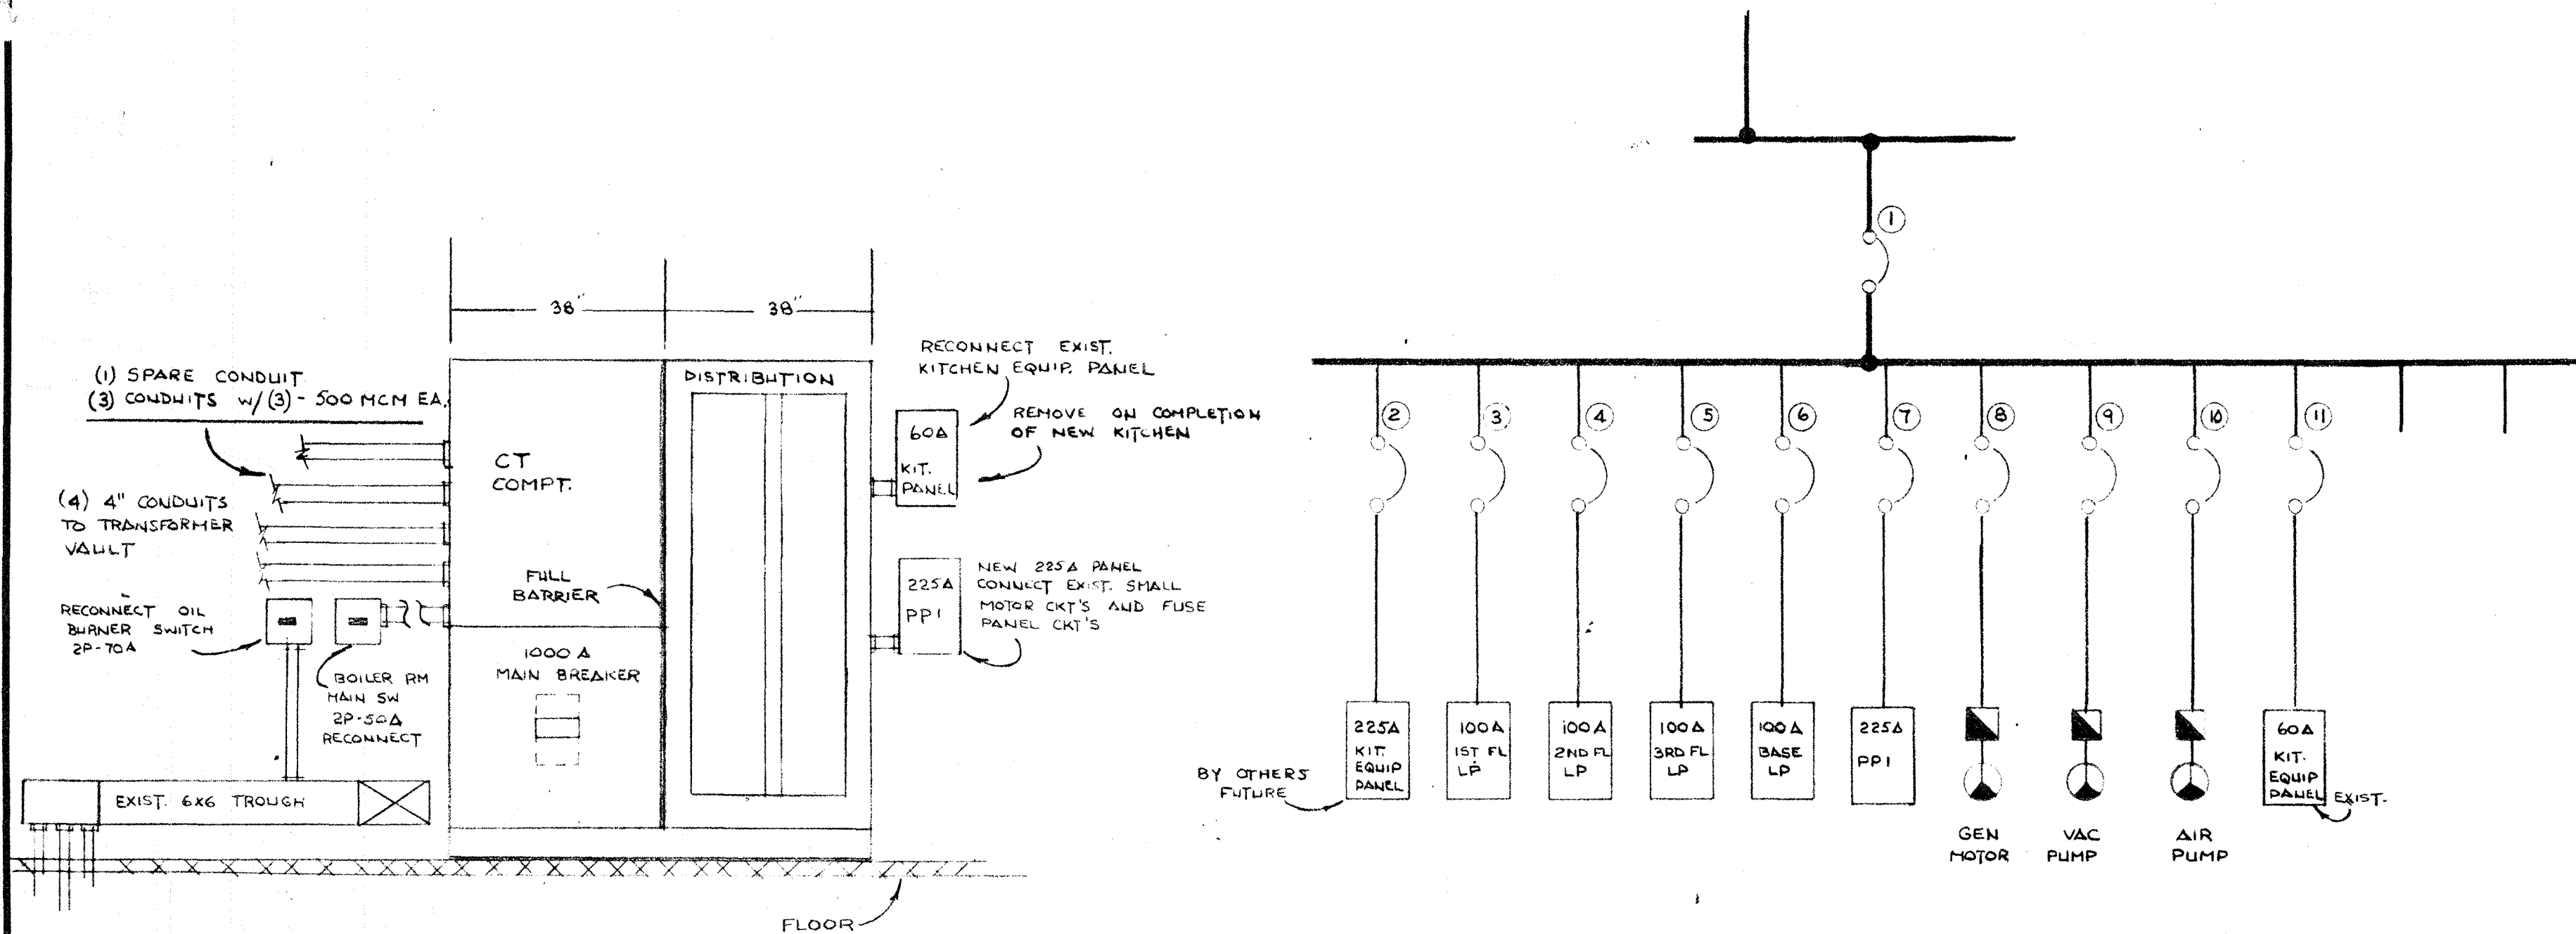 38"
38"
(1) SPARE CONDUIT
(3) CONDUITS W/(3)- 500 MCM EA.
(4) 4" CONDUITS
TO TRANSFORMER
VAULT
RECONNECT OIL
BURNER SWITCH
2P-70A
BOILER RM
MAIN SW
2P-50A
RECONNECT
EXIST. 6X6 TROUGH
CT
COMPT.
FULL
BARRIER
1000 A
MAIN BREAKER
DISTRIBUTION
RECONNECT EXIST.
KITCHEN EQUIP. PANEL
REMOVE ON COMPLETION
OF NEW KITCHEN
60A
KIT.
PANEL
225A
PP1
NEW 225A PANEL
CONNECT EXIST. SMALL
MOTOR CKT'S AND FUSE
PANEL CKT'S
FLOOR
1
2
3
4
5
6
7
8
9
10
11
225A
KIT.
EQUIP
PANEL
BY OTHERS
FUTURE
100A
1ST FL
LP
100A
2ND FL
LP
100A
3RD FL
LP
100A
BASE
LP
225A
PP1
GEN
MOTOR
VAC
PUMP
AIR
PUMP
60A
KIT.
EQUIP
PANEL
EXIST.